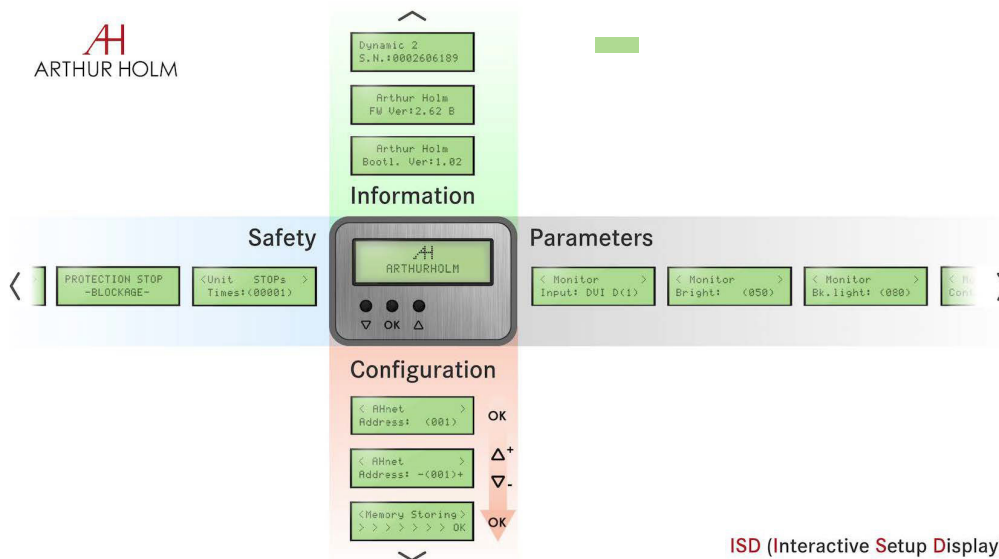 AH
ARTHUR HOLM
Dynamic 2
S.N.:0002606189
Arthur Holm
FW Ver:2.62 B
Arthur Holm
Bootl. Ver:1.02
Information
Safety
Parameters
PROTECTION STOP
-BLOCKAGE-
<Unit STOPs >
Times:(00001)
AH
ARTHURHOLM
▽ OK △
< Monitor >
Input: DVI D(1)
< Monitor >
Bright: (050)
< Monitor >
Bk.light: (080)
Configuration
< AHnet >
Address: (001)
OK
< AHnet >
Address: -(001)+
△+
▽-
<Memory Storing>
> > > > > > > OK
OK
ISD (Interactive Setup Display